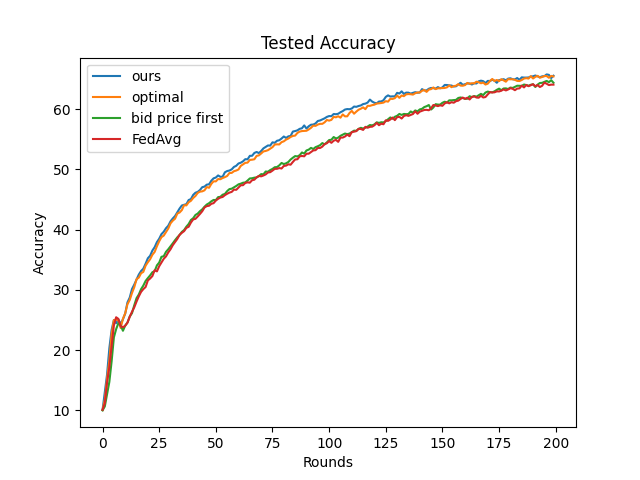 Tested Accuracy
ours
optimal
bid price first
FedAvg
Accuracy
60
50
40
30
20
10
0 25 50 75 100 125 150 175 200
Rounds